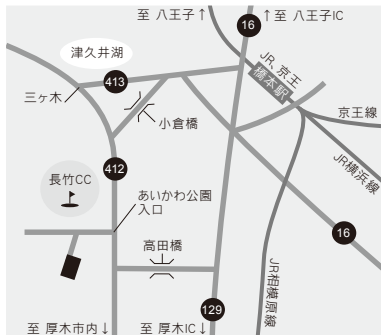 至 八王子↑
↑至 八王子IC
16
津久井湖
JR、京王
橋本駅
413
三ヶ木
小倉橋
京王線
JR横浜線
412
長竹CC
あいかわ公園
入口
高田橋
16
JR相模原線
129
至 厚木市内↓
至 厚木IC↓